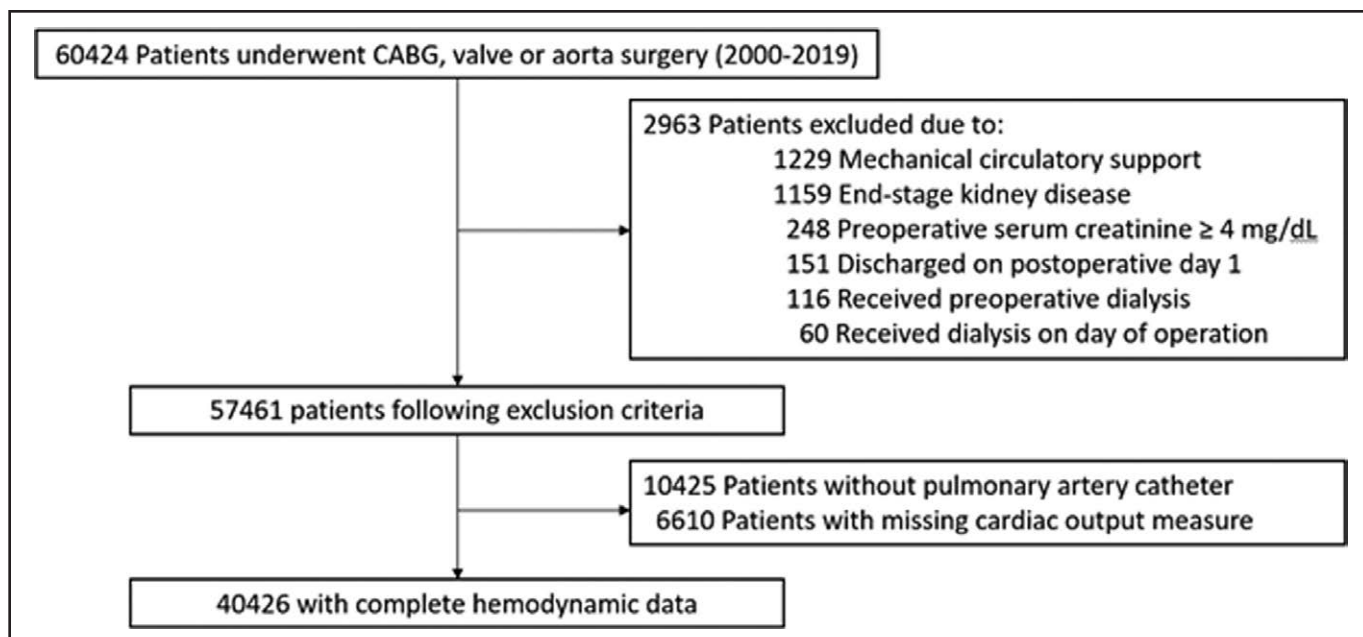 60424 Patients underwent CABG, valve or aorta surgery (2000-2019)
2963 Patients excluded due to:
1229 Mechanical circulatory support
1159 End-stage kidney disease
248 Preoperative serum creatinine ≥ 4 mg/dL
151 Discharged on postoperative day 1
116 Received preoperative dialysis
60 Received dialysis on day of operation
57461 patients following exclusion criteria
10425 Patients without pulmonary artery catheter
6610 Patients with missing cardiac output measure
40426 with complete hemodynamic data